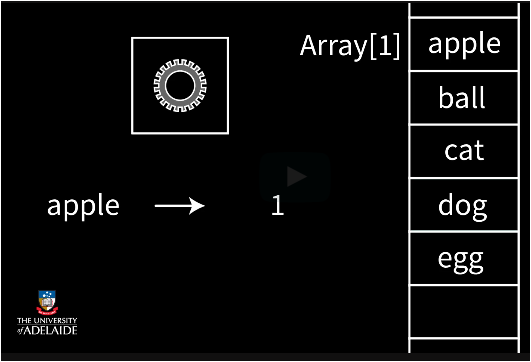 Array[1]
apple
ball
cat
dog
egg
apple → 1
THE UNIVERSITY
of ADELAIDE